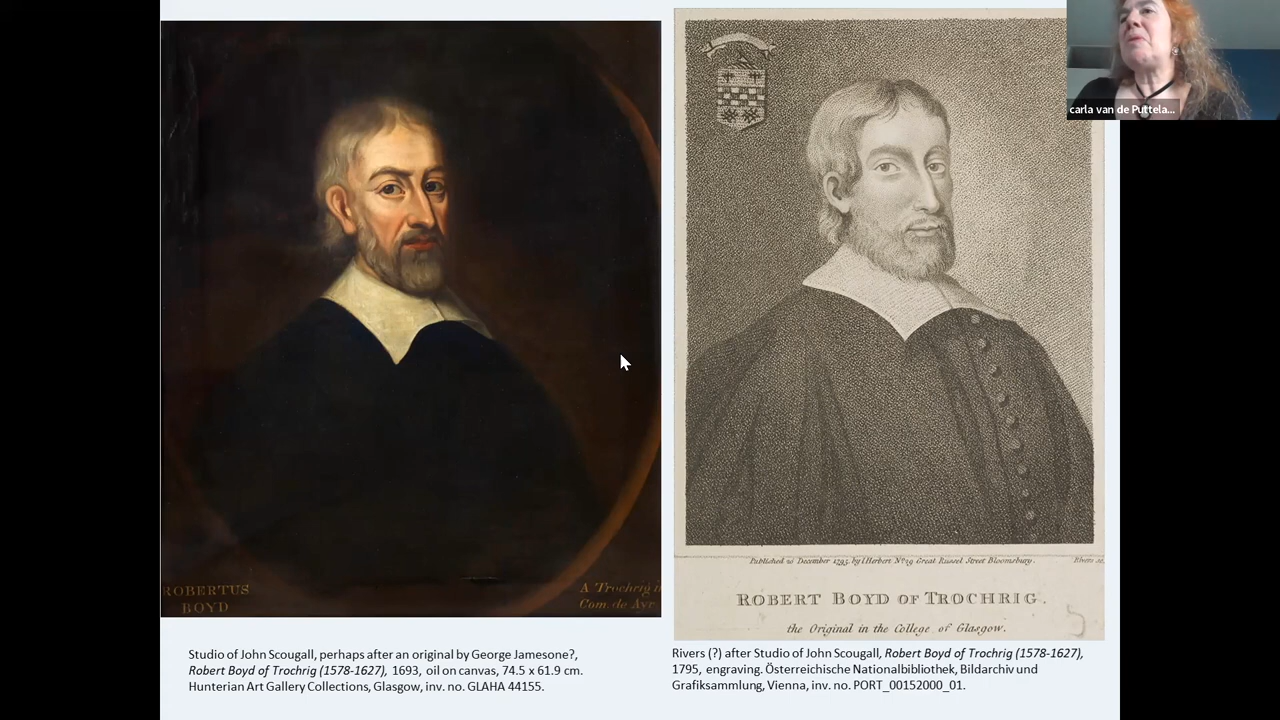 carla van de Puttela...
ROBERTUS
BOYD
A Trochrig
Com. de Ayr
Published 26 December 1795, by I Herbert No 29 Great Russel Street Bloomsbury.
Rivers sc.
ROBERT BOYD OF TROCHRIG.
the Original in the College of Glasgow.
Studio of John Scougall, perhaps after an original by George Jamesone?,
Robert Boyd of Trochrig (1578-1627), 1693, oil on canvas, 74.5 x 61.9 cm.
Hunterian Art Gallery Collections, Glasgow, inv. no. GLAHA 44155.
Rivers (?) after Studio of John Scougall, Robert Boyd of Trochrig (1578-1627),
1795, engraving. Österreichische Nationalbibliothek, Bildarchiv und
Grafiksammlung, Vienna, inv. no. PORT_00152000_01.